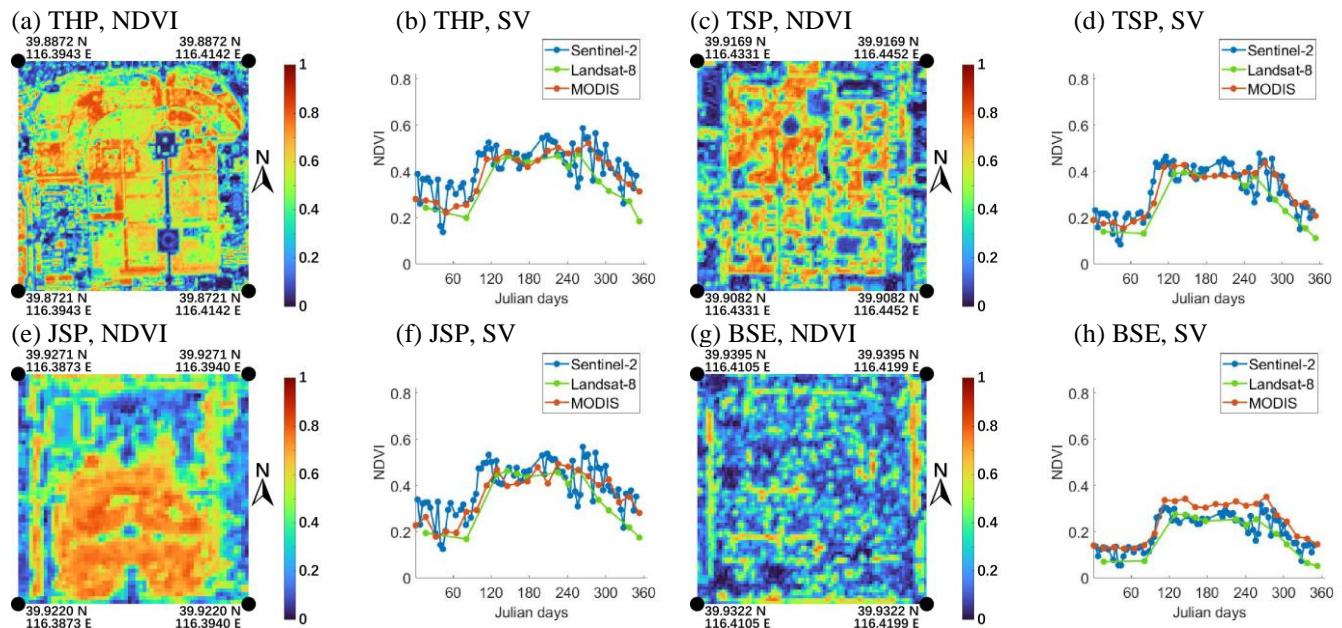 (a) THP, NDVI
39.8872 N 39.8872 N
116.3943 E 116.4142 E
1
0.8
0.6
0.4
0.2
0
N
39.8721 N 39.8721 N
116.3943 E 116.4142 E
(b) THP, SV
Sentinel-2
Landsat-8
MODIS
NDVI
0.8
0.6
0.4
0.2
0
60 120 180 240 300 360
Julian days
(c) TSP, NDVI
39.9169 N 39.9169 N
116.4331 E 116.4452 E
1
0.8
0.6
0.4
0.2
0
N
39.9082 N 39.9082 N
116.4331 E 116.4452 E
(d) TSP, SV
Sentinel-2
Landsat-8
MODIS
NDVI
0.8
0.6
0.4
0.2
0
60 120 180 240 300 360
Julian days
(e) JSP, NDVI
39.9271 N 39.9271 N
116.3873 E 116.3940 E
1
0.8
0.6
0.4
0.2
0
N
39.9220 N 39.9220 N
116.3873 E 116.3940 E
(f) JSP, SV
Sentinel-2
Landsat-8
MODIS
NDVI
0.8
0.6
0.4
0.2
0
60 120 180 240 300 360
Julian days
(g) BSE, NDVI
39.9395 N 39.9395 N
116.4105 E 116.4199 E
1
0.8
0.6
0.4
0.2
0
N
39.9322 N 39.9322 N
116.4105 E 116.4199 E
(h) BSE, SV
Sentinel-2
Landsat-8
MODIS
NDVI
0.8
0.6
0.4
0.2
0
60 120 180 240 300 360
Julian days